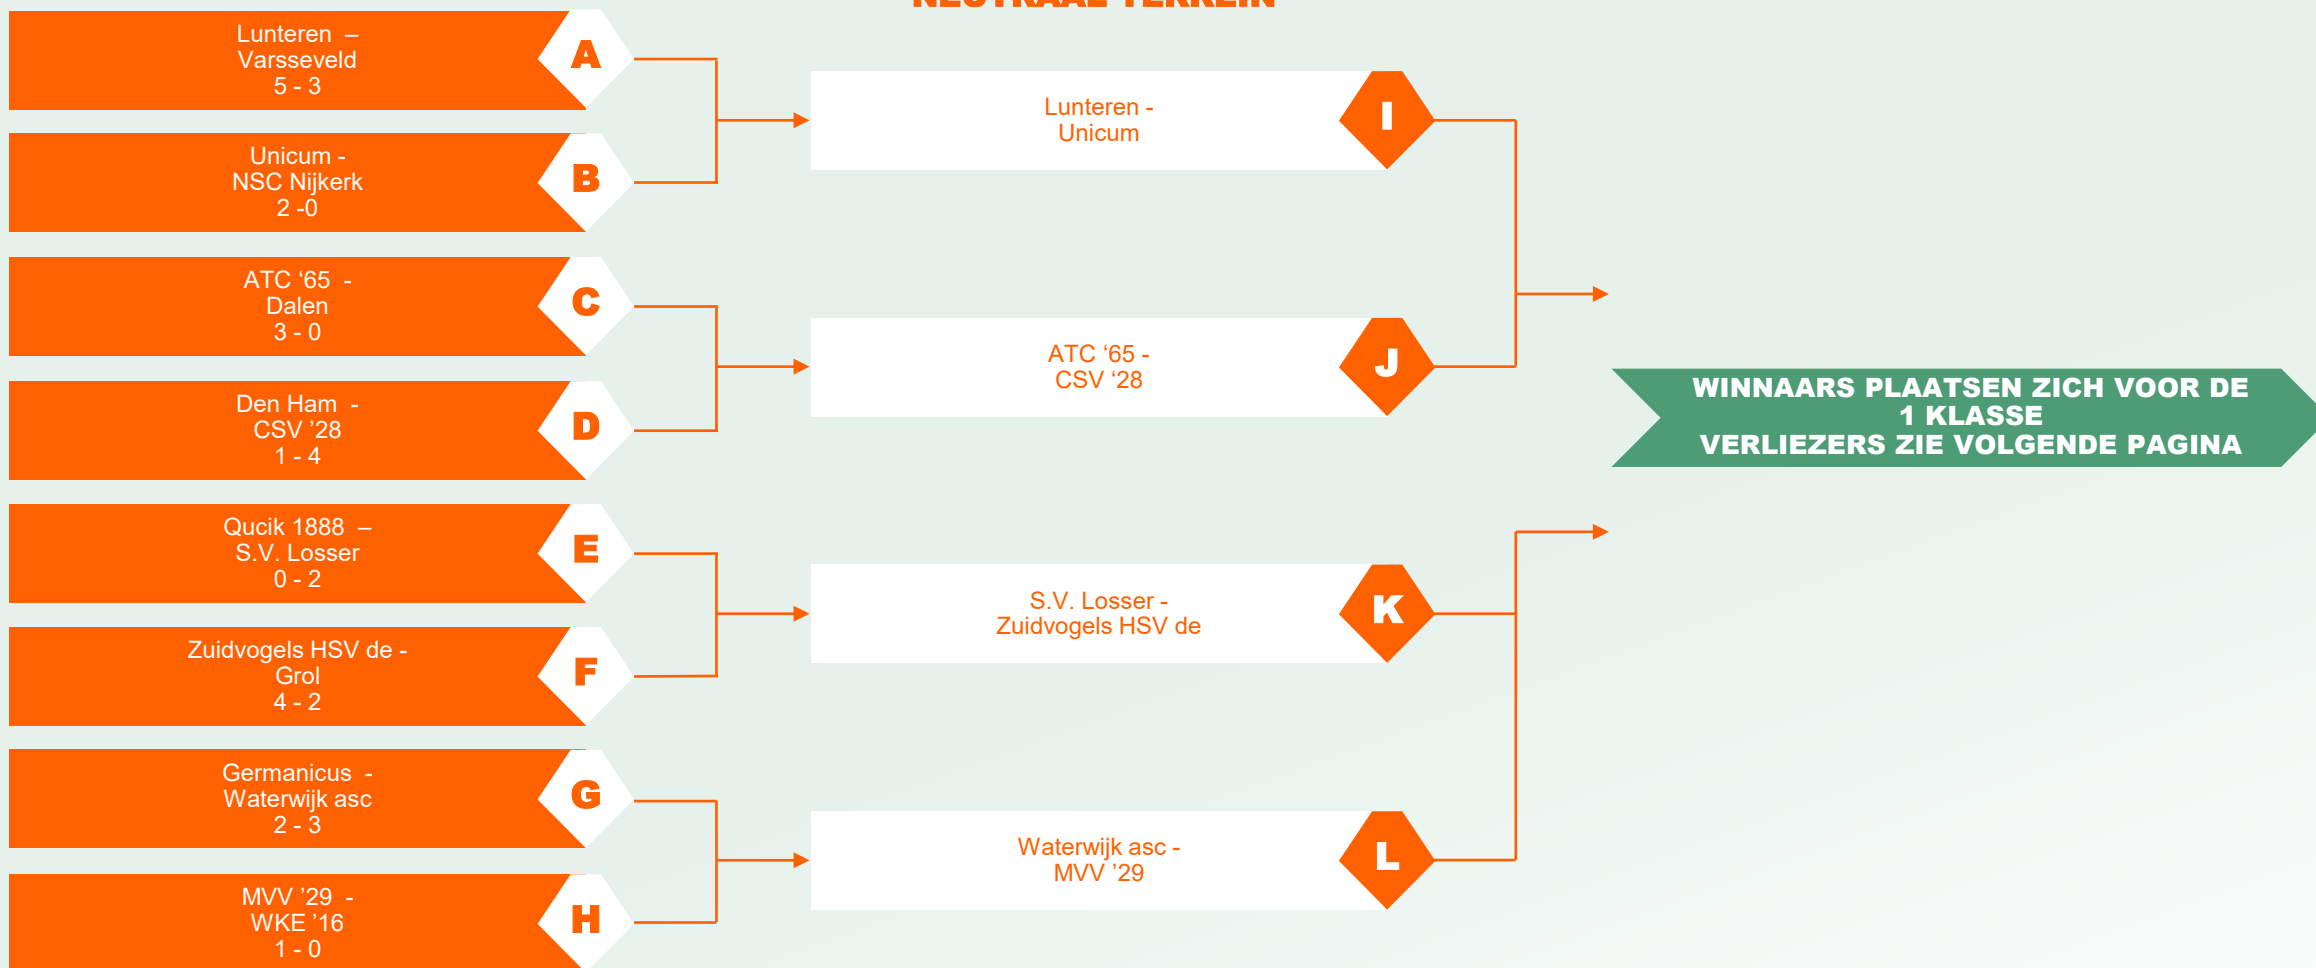 NEUTRAAL TERREIN
Lunteren –
Varsseveld
5 - 3
A
Unicum -
NSC Nijkerk
2 -0
B
ATC ‘65 -
Dalen
3 - 0
C
Den Ham -
CSV ’28
1 - 4
D
Qucik 1888 –
S.V. Losser
0 - 2
E
Zuidvogels HSV de -
Grol
4 - 2
F
Germanicus -
Waterwijk asc
2 - 3
G
MVV ’29 -
WKE ’16
1 - 0
H
Lunteren -
Unicum
I
ATC ‘65 -
CSV ‘28
J
S.V. Losser -
Zuidvogels HSV de
K
Waterwijk asc -
MVV ’29
L
WINNAARS PLAATSEN ZICH VOOR DE
1 KLASSE
VERLIEZERS ZIE VOLGENDE PAGINA